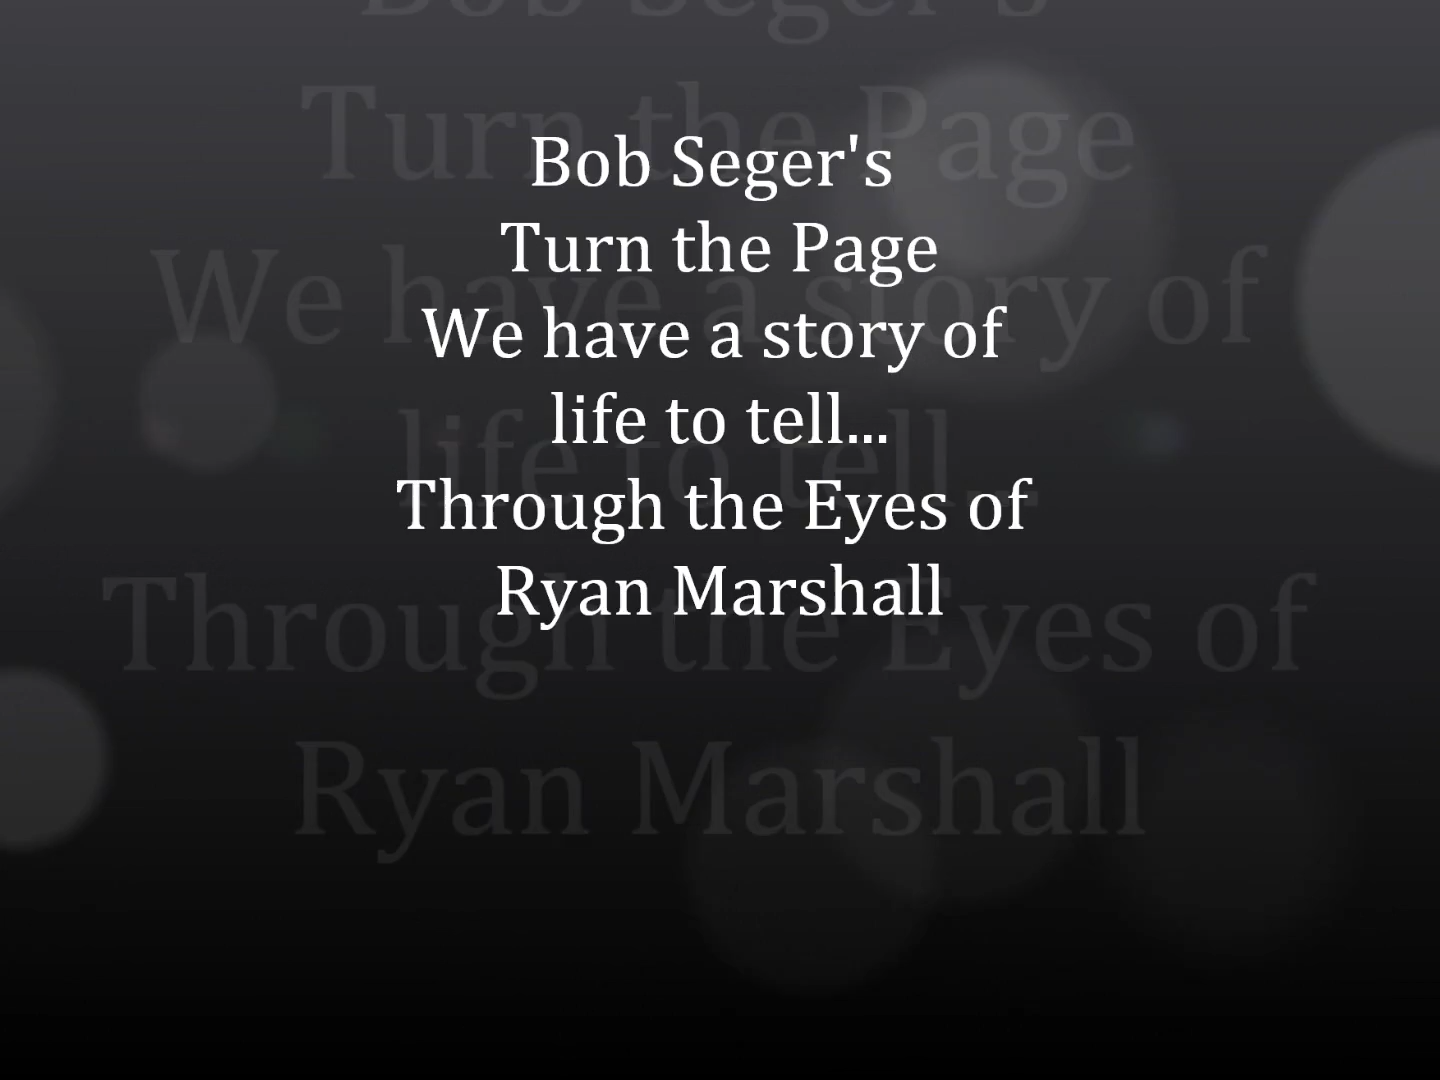 Bob Seger's
Turn the Page
We have a story of
life to tell...
Through the Eyes of
Ryan Marshall